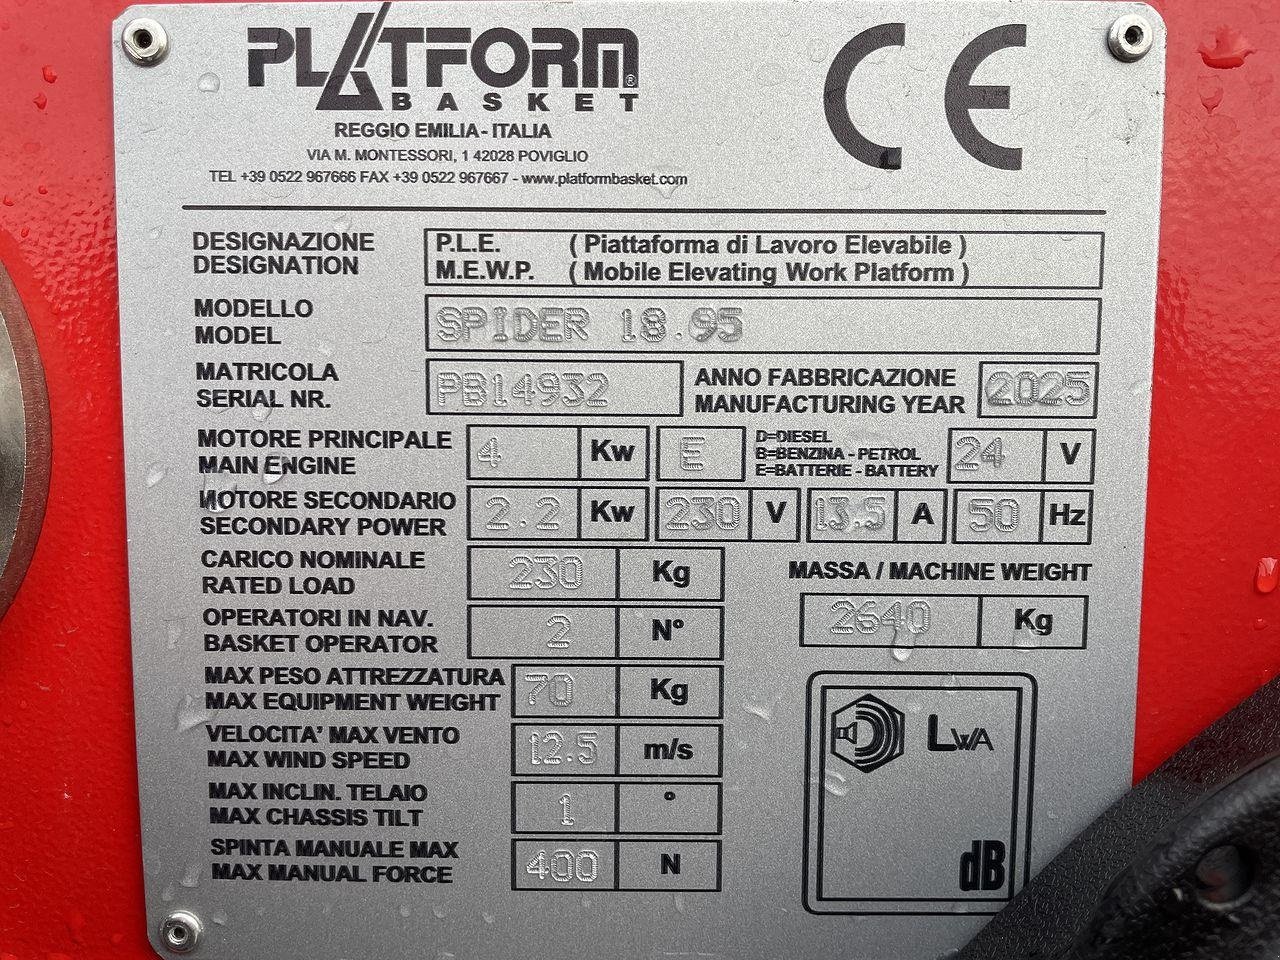 PLATFORM®
BASKET
CE
REGGIO EMILIA - ITALIA
VIA M. MONTESSORI, 1 42028 POVIGLIO
TEL +39 0522 967666 FAX +39 0522 967667 - www.platformbasket.com
DESIGNAZIONE P.L.E. ( Piattaforma di Lavoro Elevabile )
DESIGNATION M.E.W.P. ( Mobile Elevating Work Platform )
MODELLO
MODEL SPIDER 18.95
MATRICOLA
SERIAL NR. PB14932
ANNO FABBRICAZIONE
MANUFACTURING YEAR 2025
MOTORE PRINCIPALE
MAIN ENGINE 4 Kw E
D=DIESEL
B=BENZINA - PETROL
E=BATTERIE - BATTERY
24 V
MOTORE SECONDARIO
SECONDARY POWER 2.2 Kw 230 V 13.5 A 50 Hz
CARICO NOMINALE
RATED LOAD 230 Kg
MASSA / MACHINE WEIGHT
2640 Kg
OPERATORI IN NAV.
BASKET OPERATOR 2 N°
MAX PESO ATTREZZATURA
MAX EQUIPMENT WEIGHT 70 Kg
VELOCITA' MAX VENTO
MAX WIND SPEED 12.5 m/s
MAX INCLIN. TELAIO
MAX CHASSIS TILT 1 °
SPINTA MANUALE MAX
MAX MANUAL FORCE 400 N
LWA
dB